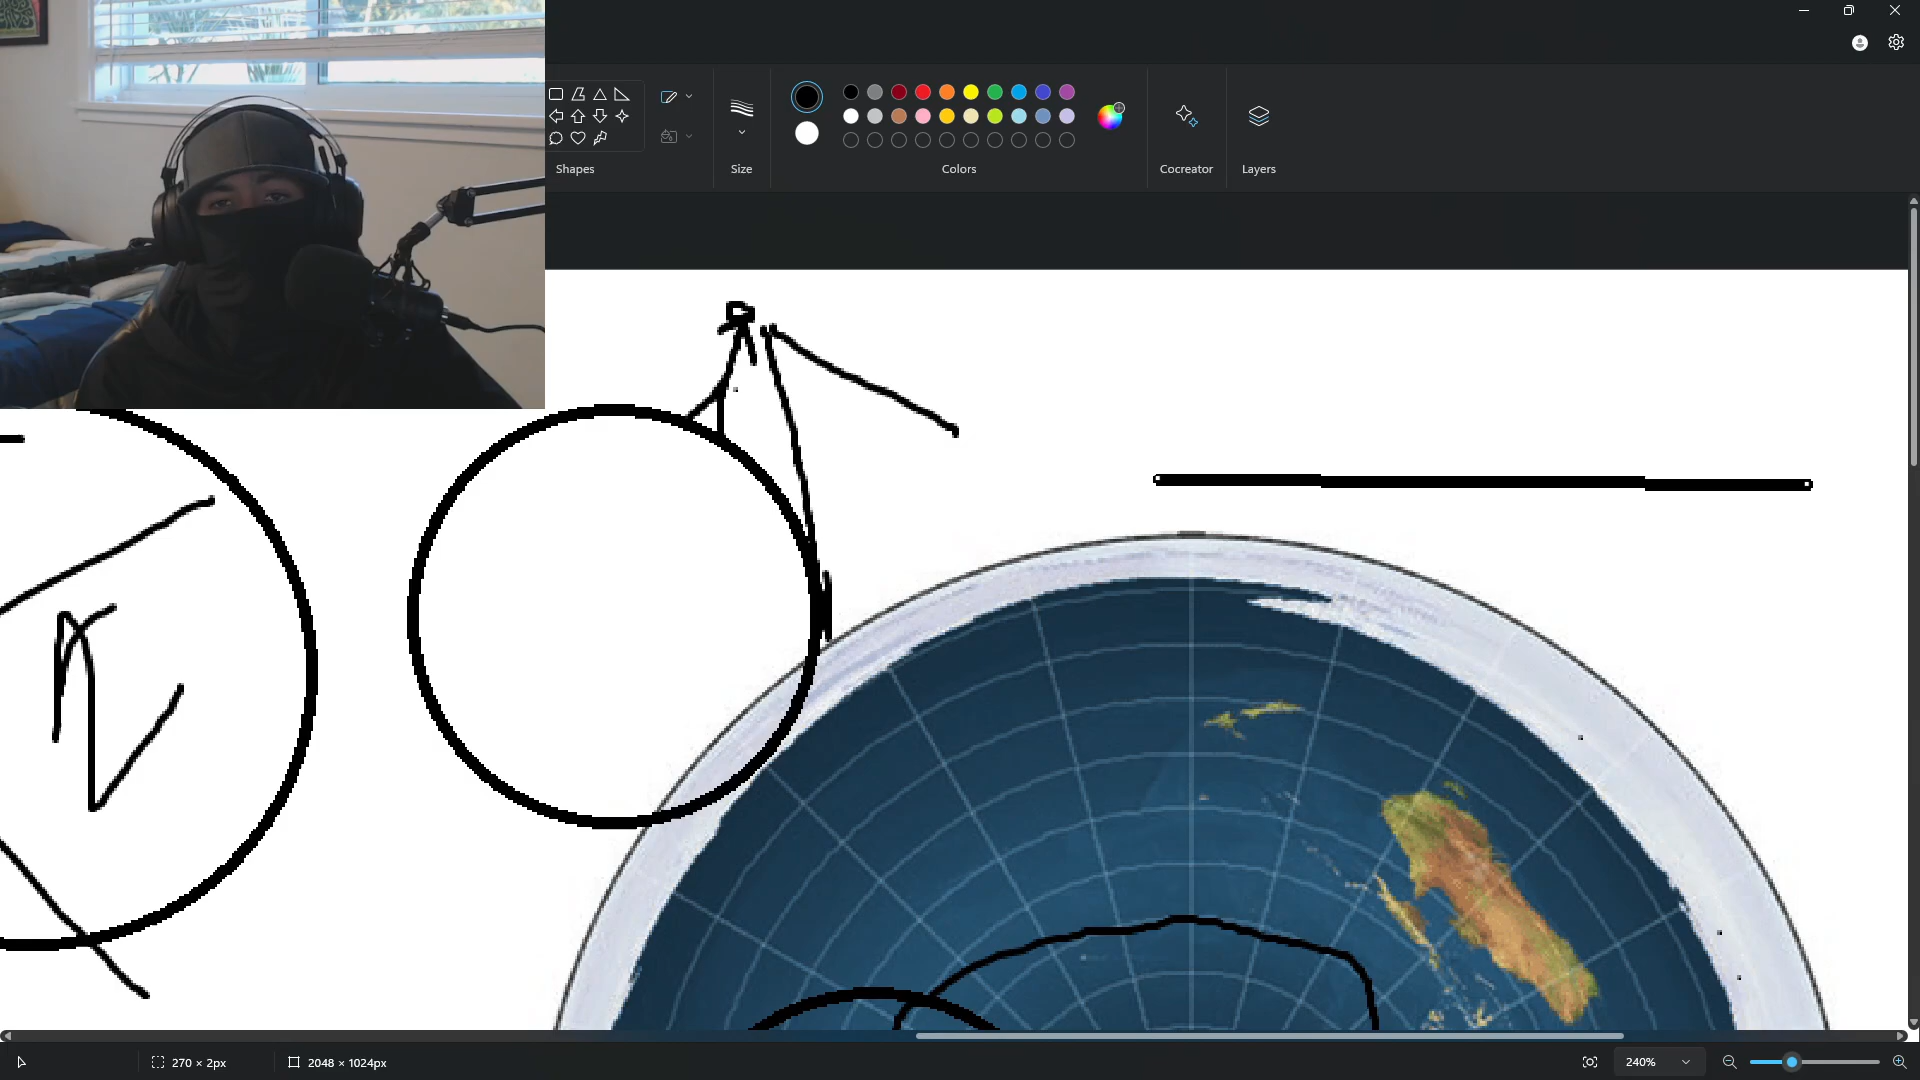 Shapes
Size
Colors
Cocreator
Layers
270 × 2px
2048 × 1024px
240%